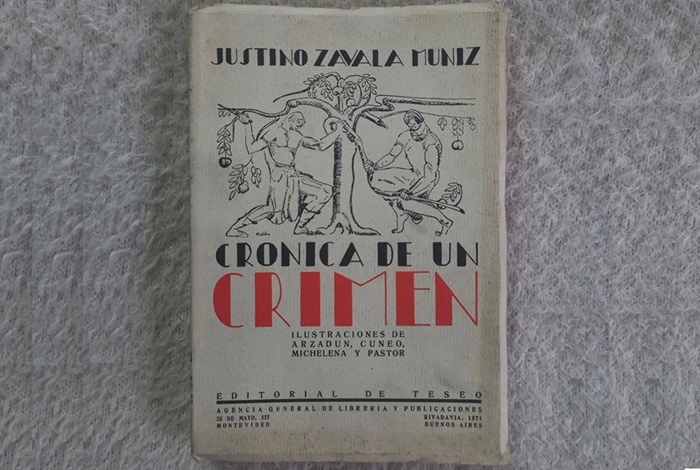 JUSTINO ZAVALA MUNIZ
CRONICA DE UN
CRIMEN
ILUSTRACIONES DE
ARZADUN, CUNEO,
MICHELENA Y PASTOR
EDITORIAL DE TESEO
AGENCIA GENERAL DE LIBRERIA Y PUBLICACIONES
25 DE MAYO, 577 RIVADAVIA, 1571
MONTEVIDEO BUENOS AIRES